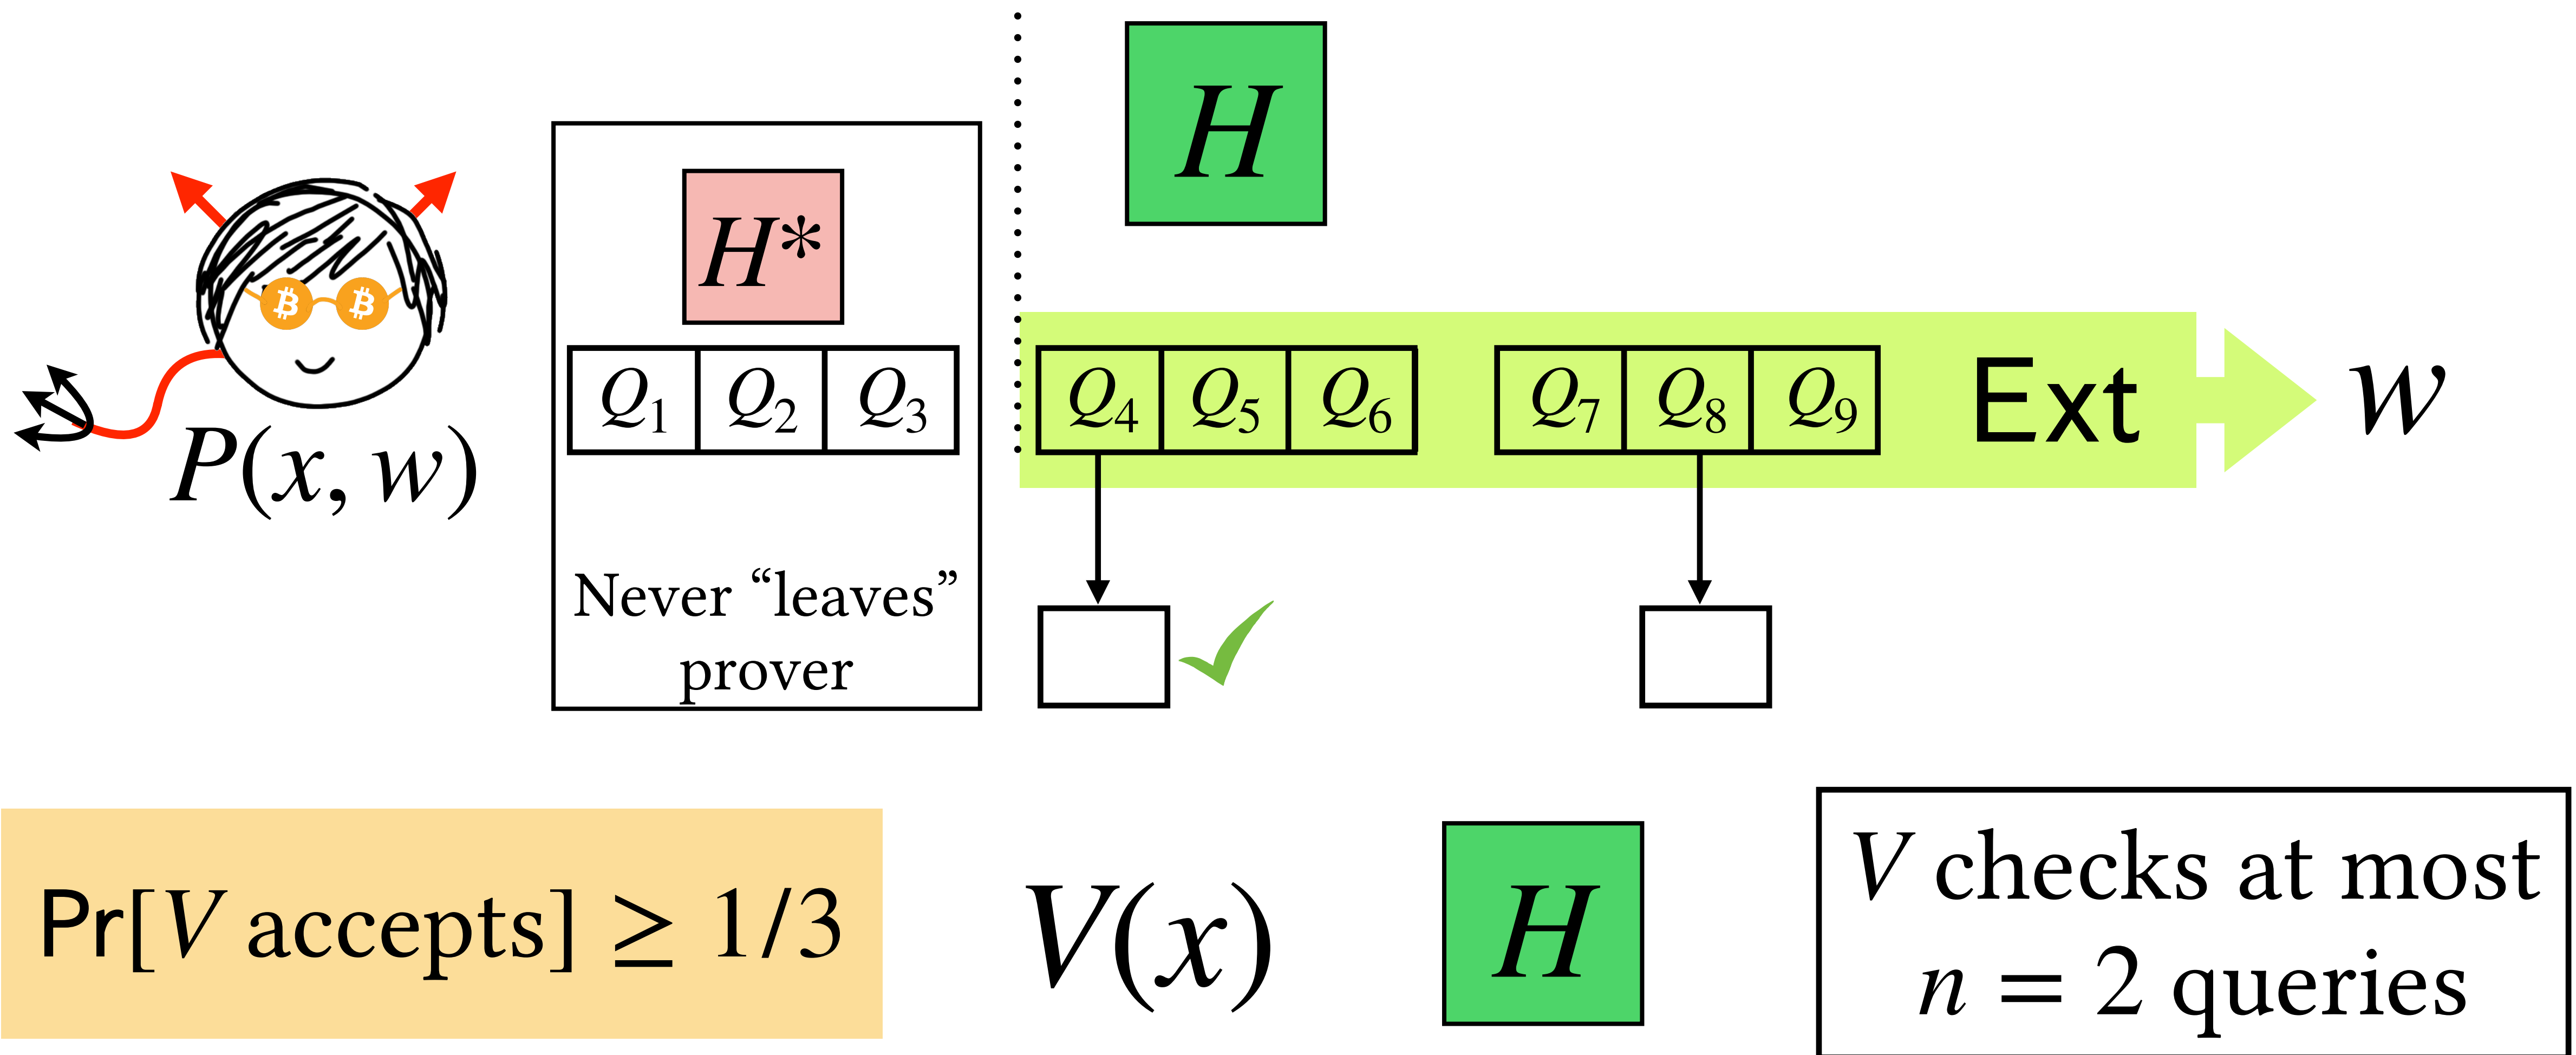 H
H*
₿ ₿
Q₁ Q₂ Q₃ Q₄ Q₅ Q₆ Q₇ Q₈ Q₉ Ext w
P(x, w)
Never “leaves”
prover
Pr[V accepts] ≥ 1/3
V(x)
H
V checks at most
n = 2 queries